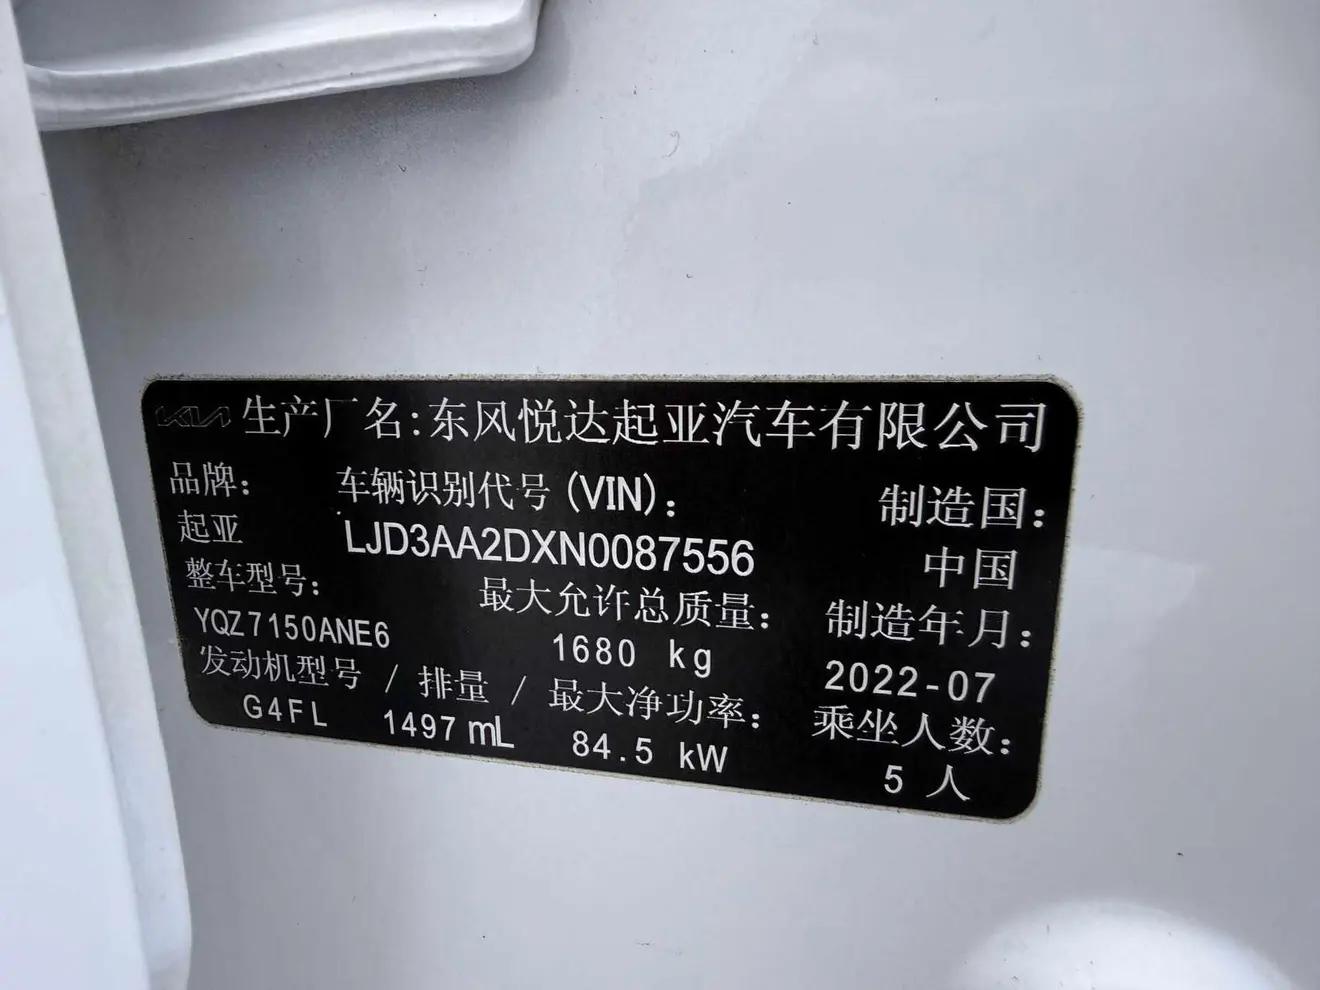 KIA 生产厂名:东风悦达起亚汽车有限公司
品牌: 车辆识别代号(VIN): 制造国:
起亚 LJD3AA2DXN0087556 中国
整车型号: 最大允许总质量: 制造年月:
YQZ7150ANE6 1680 kg 2022-07
发动机型号 / 排量 / 最大净功率: 乘坐人数:
G4FL 1497 mL 84.5 kW 5 人